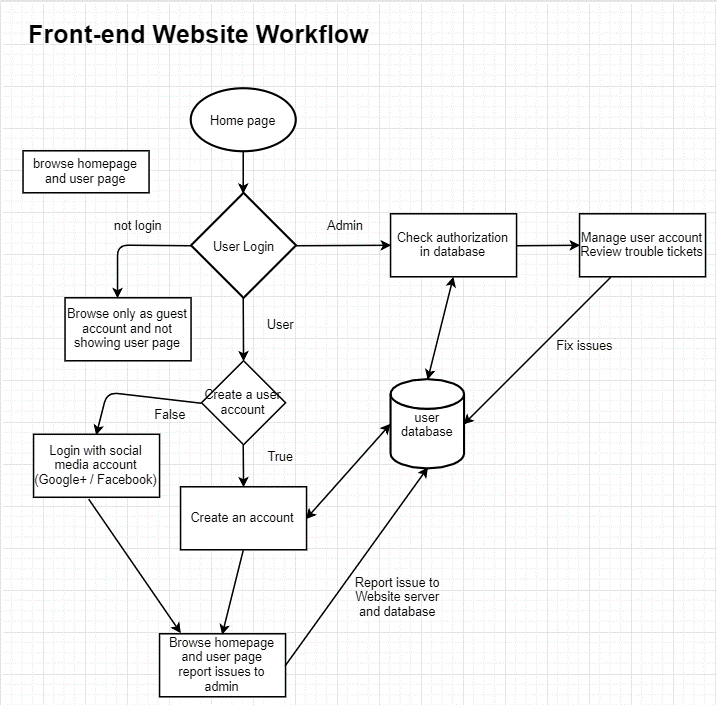 Front-end Website Workflow
Home page
browse homepage
and user page
not login
User Login
Admin
Check authorization
in database
Manage user account
Review trouble tickets
Browse only as guest
account and not
showing user page
User
Fix issues
Create a user
account
False
user
database
Login with social
media account
(Google+ / Facebook)
True
Create an account
Report issue to
Website server
and database
Browse homepage
and user page
report issues to
admin